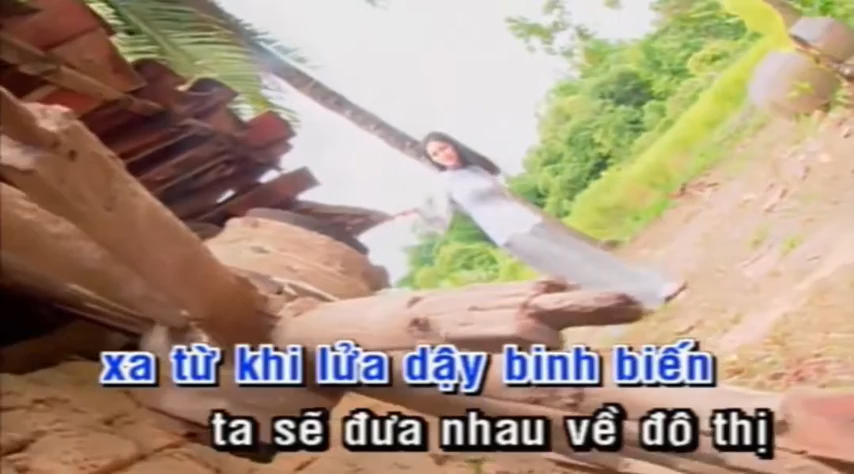 xa từ khi lửa dậy binh biến
ta sẽ đưa nhau về đô thị